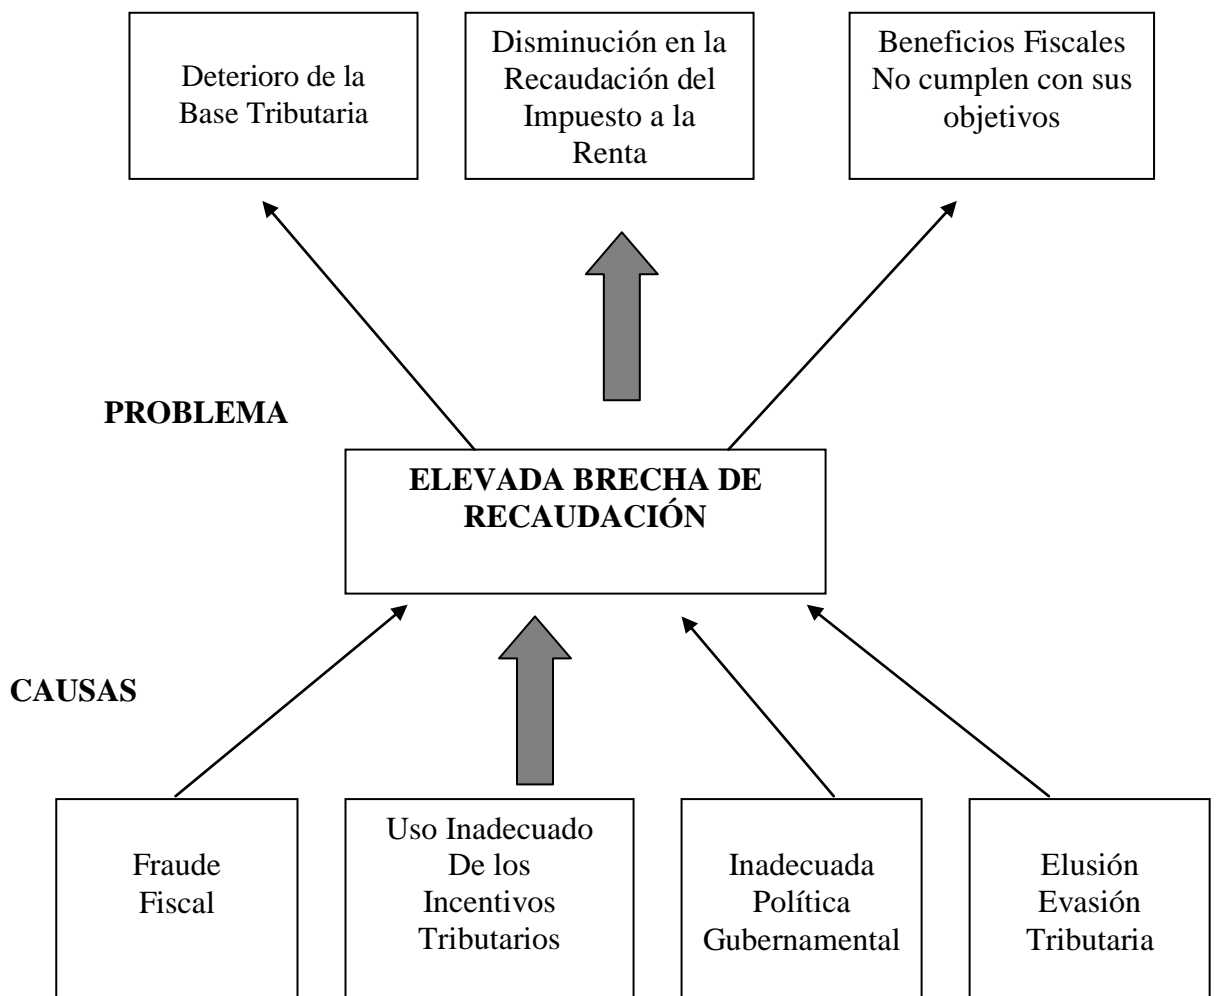 Deterioro de la
Base Tributaria
Disminución en la
Recaudación del
Impuesto a la
Renta
Beneficios Fiscales
No cumplen con sus
objetivos
PROBLEMA
ELEVADA BRECHA DE
RECAUDACIÓN
CAUSAS
Fraude
Fiscal
Uso Inadecuado
De los
Incentivos
Tributarios
Inadecuada
Política
Gubernamental
Elusión
Evasión
Tributaria